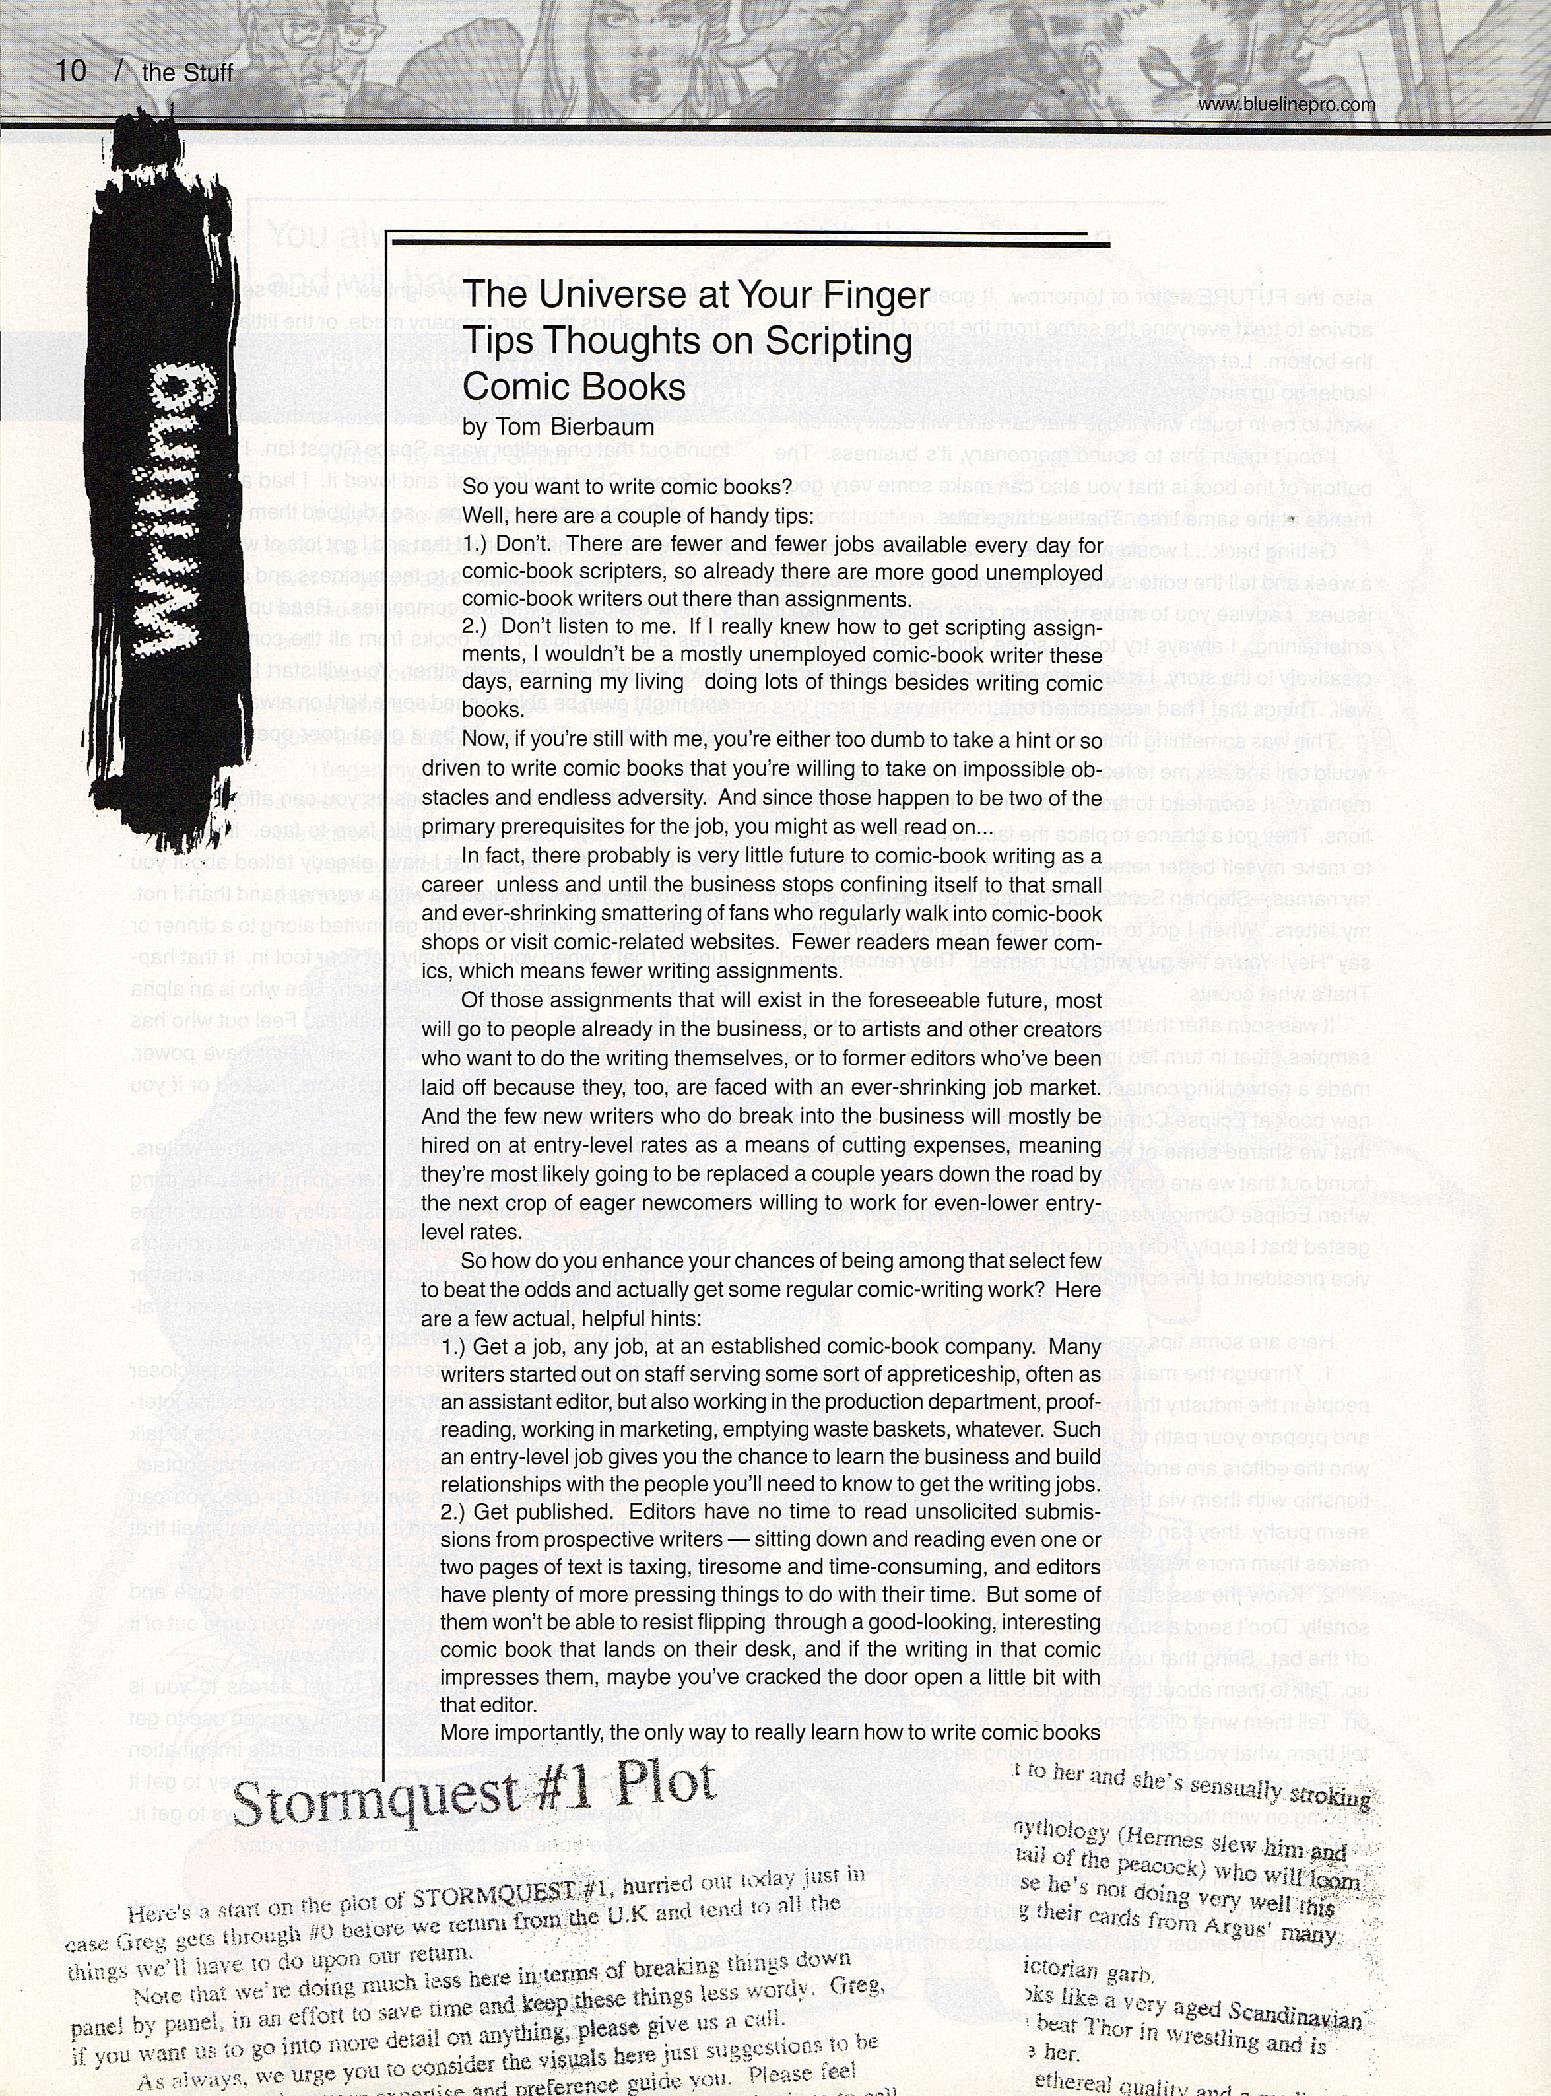 10 / the Stuff
www.bluelinepro.com
Writing
The Universe at Your Finger
Tips Thoughts on Scripting
Comic Books
by Tom Bierbaum
So you want to write comic books?
Well, here are a couple of handy tips:
1.) Don't. There are fewer and fewer jobs available every day for
comic-book scripters, so already there are more good unemployed
comic-book writers out there than assignments.
2.) Don't listen to me. If I really knew how to get scripting assign-
ments, I wouldn't be a mostly unemployed comic-book writer these
days, earning my living doing lots of things besides writing comic
books.
Now, if you're still with me, you're either too dumb to take a hint or so
driven to write comic books that you're willing to take on impossible ob-
stacles and endless adversity. And since those happen to be two of the
primary prerequisites for the job, you might as well read on...
In fact, there probably is very little future to comic-book writing as a
career unless and until the business stops confining itself to that small
and ever-shrinking smattering of fans who regularly walk into comic-book
shops or visit comic-related websites. Fewer readers mean fewer com-
ics, which means fewer writing assignments.
Of those assignments that will exist in the foreseeable future, most
will go to people already in the business, or to artists and other creators
who want to do the writing themselves, or to former editors who've been
laid off because they, too, are faced with an ever-shrinking job market.
And the few new writers who do break into the business will mostly be
hired on at entry-level rates as a means of cutting expenses, meaning
they're most likely going to be replaced a couple years down the road by
the next crop of eager newcomers willing to work for even-lower entry-
level rates.
So how do you enhance your chances of being among that select few
to beat the odds and actually get some regular comic-writing work? Here
are a few actual, helpful hints:
1.) Get a job, any job, at an established comic-book company. Many
writers started out on staff serving some sort of appreticeship, often as
an assistant editor, but also working in the production department, proof-
reading, working in marketing, emptying waste baskets, whatever. Such
an entry-level job gives you the chance to learn the business and build
relationships with the people you'll need to know to get the writing jobs.
2.) Get published. Editors have no time to read unsolicited submis-
sions from prospective writers — sitting down and reading even one or
two pages of text is taxing, tiresome and time-consuming, and editors
have plenty of more pressing things to do with their time. But some of
them won't be able to resist flipping through a good-looking, interesting
comic book that lands on their desk, and if the writing in that comic
impresses them, maybe you've cracked the door open a little bit with
that editor.
More importantly, the only way to really learn how to write comic books
Stormquest #1 Plot
Here's a start on the plot of STORMQUEST #1, hurried out today just in
case Greg gets through #0 before we return from the U.K and tend to all the
things we'll have to do upon our return.
Note that we're doing much less here in terms of breaking things down
panel by panel, in an effort to save time and keep these things less wordy. Greg,
if you want us to go into more detail on anything, please give us a call.
As always, we urge you to consider the visuals here just suggestions to be
and preference guide you. Please feel
t to her and she's sensually stroking
mythology (Hermes slew him and
tail of the peacock) who will loom
se he's not doing very well this
g their cards from Argus' many
ictorian garb.
oks like a very aged Scandinavian
beat Thor in wrestling and is
her.
ethereal quality and a